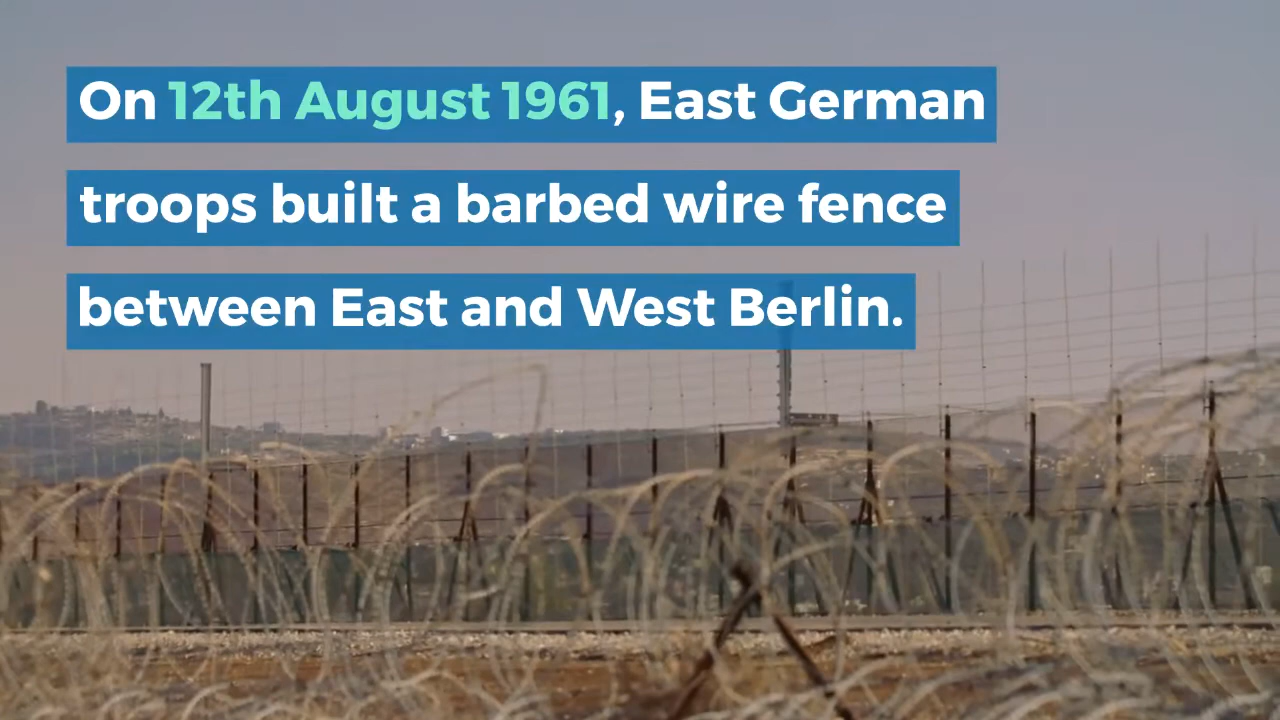 On 12th August 1961, East German
troops built a barbed wire fence
between East and West Berlin.